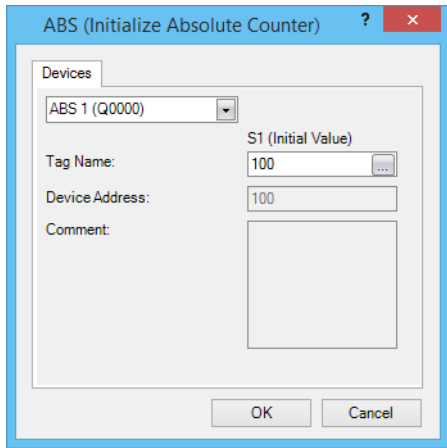 ABS (Initialize Absolute Counter)
?
×
Devices
ABS 1 (Q0000)
S1 (Initial Value)
Tag Name:
100
...
Device Address:
100
Comment:
OK
Cancel